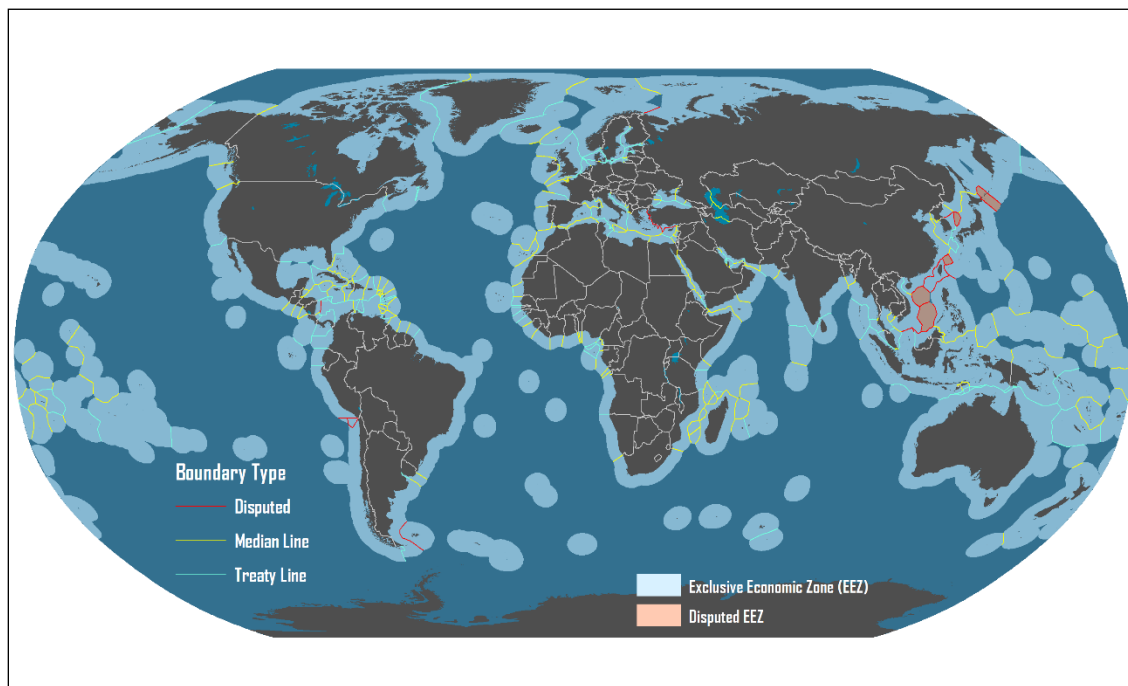 Boundary Type
Disputed
Median Line
Treaty Line
Exclusive Economic Zone (EEZ)
Disputed EEZ